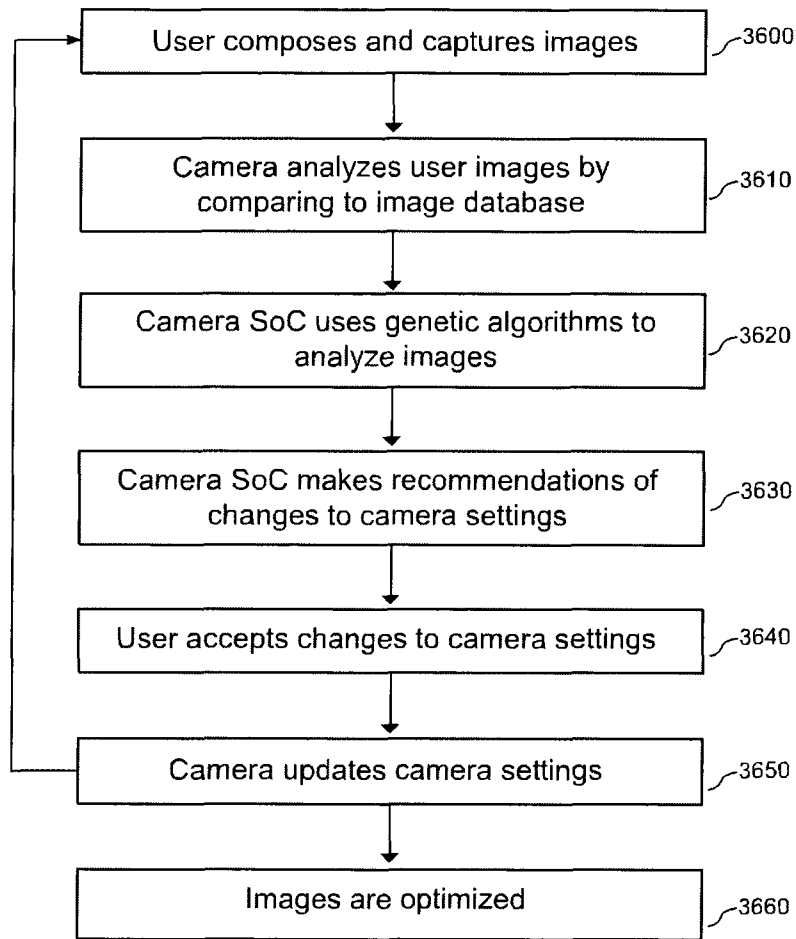 User composes and captures images
3600
Camera analyzes user images by
comparing to image database
3610
Camera SoC uses genetic algorithms to
analyze images
3620
Camera SoC makes recommendations of
changes to camera settings
3630
User accepts changes to camera settings
3640
Camera updates camera settings
3650
Images are optimized
3660